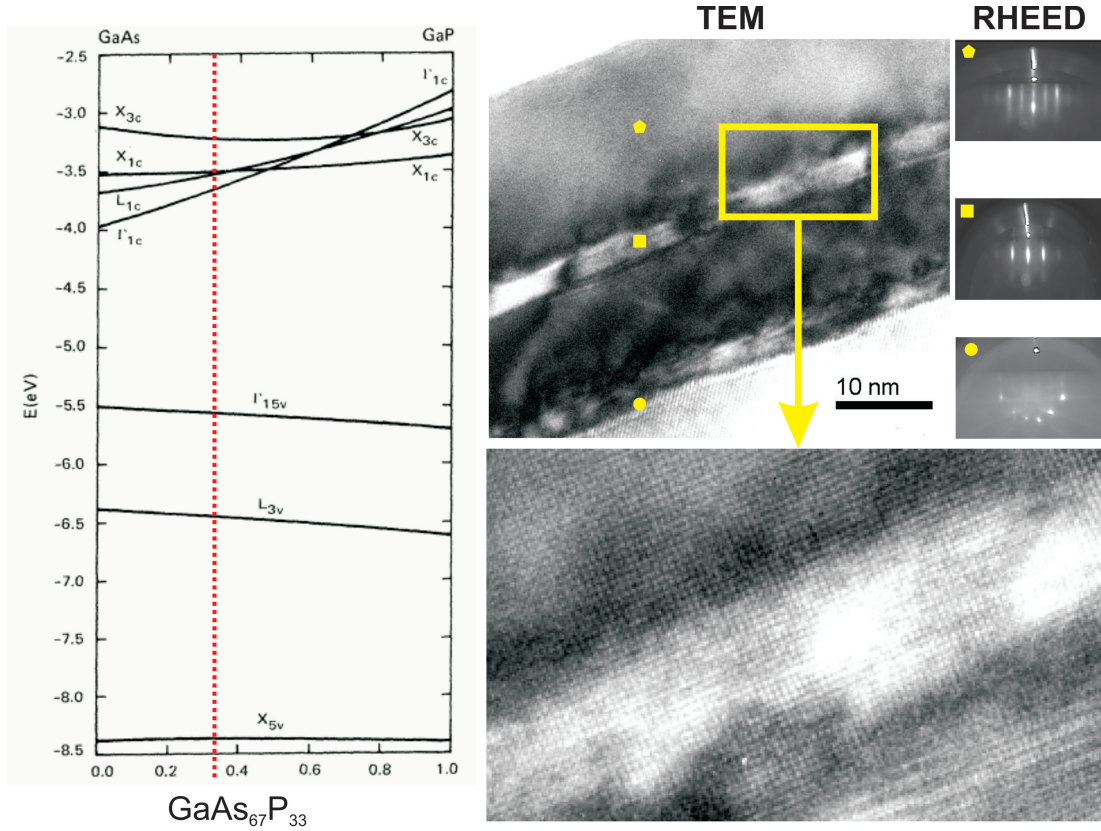 GaAs
GaP
-2.5
-3.0
-3.5
-4.0
-4.5
-5.0
-5.5
-6.0
-6.5
-7.0
-7.5
-8.0
-8.5
E(eV)
Γ1c
X3c
X3c
X1c
X1c
L1c
Γ1c
Γ15v
L3v
X5v
0.0 0.2 0.4 0.6 0.8 1.0
GaAs67P33
TEM
RHEED
10 nm